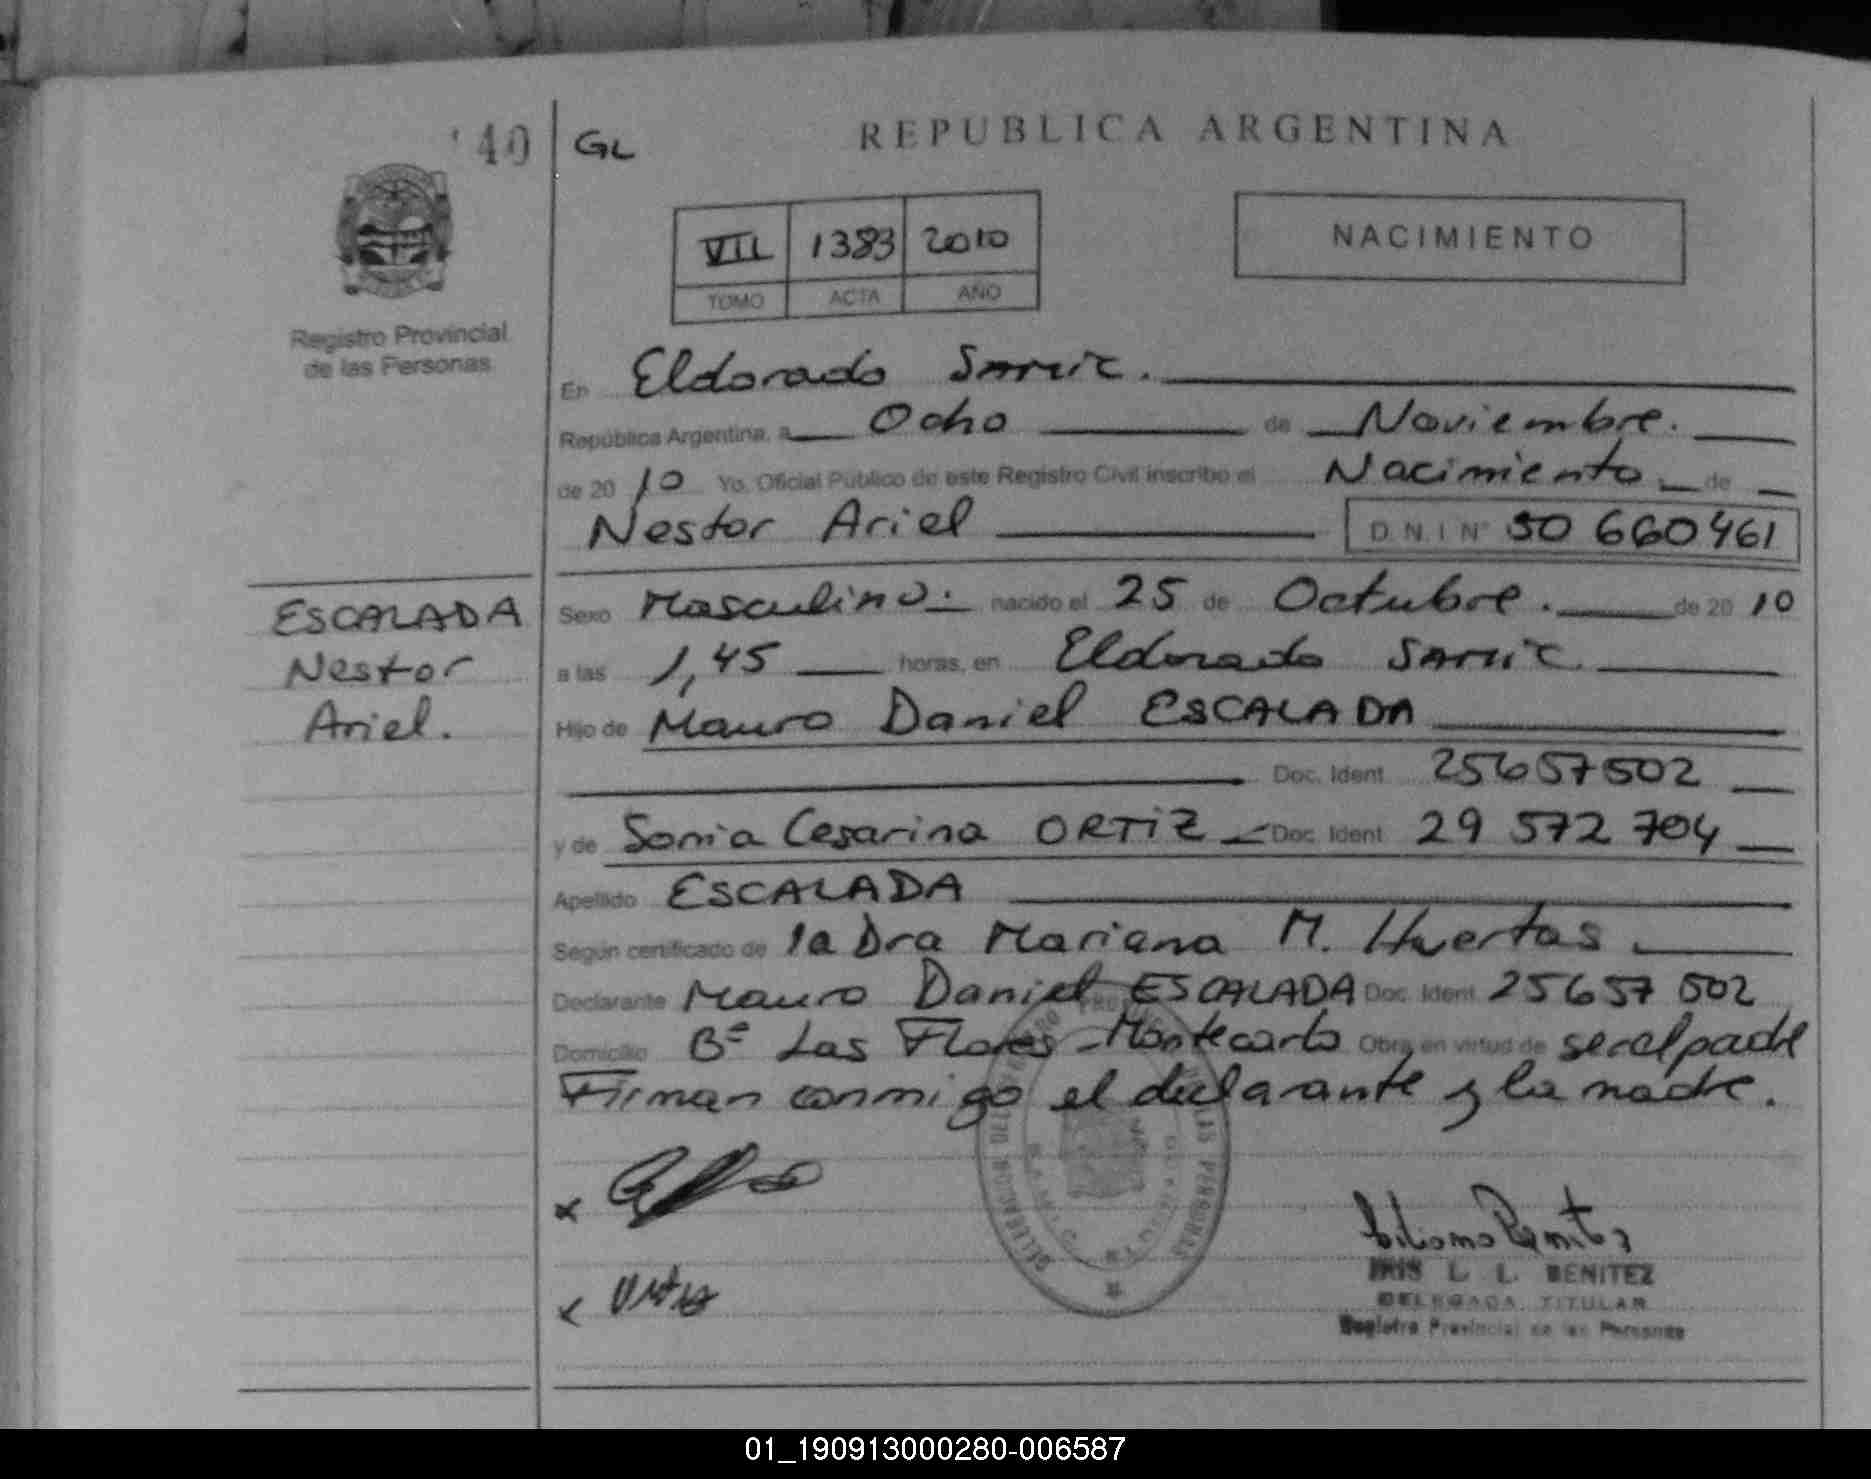 40 GL REPUBLICA ARGENTINA
VII 1383 2010 NACIMIENTO
TOMO ACTA AÑO
Registro Provincial
de las Personas
En Eldorado SAMIC.
República Argentina, a Ocho de Noviembre.
de 2010 Yo, Oficial Público de este Registro Civil inscribo el Nacimiento de
Nestor Ariel D.N.I Nº 50 660 461
ESCALADA
Nestor
Ariel.
Sexo Masculino. nacido el 25 de Octubre. de 2010
a las 1,45 horas, en Eldorado SAMIC.
Hijo de Mauro Daniel ESCALADA
Doc. Ident. 25657502
y de Sonia Cesarina ORTIZ Doc. Ident. 29 572 704
Apellido ESCALADA
Según certificado de la Dra Mariana M. Huertas
Declarante Mauro Daniel ESCALADA Doc. Ident. 25657 502
Domicilio Bº Las Flores - Montecarlo Obra en virtud de ser el padre
Firman conmigo el declarante y la madre.
IRIS L. L. BENITEZ
DELEGADA TITULAR
Registro Provincial de las Personas
01_190913000280-006587